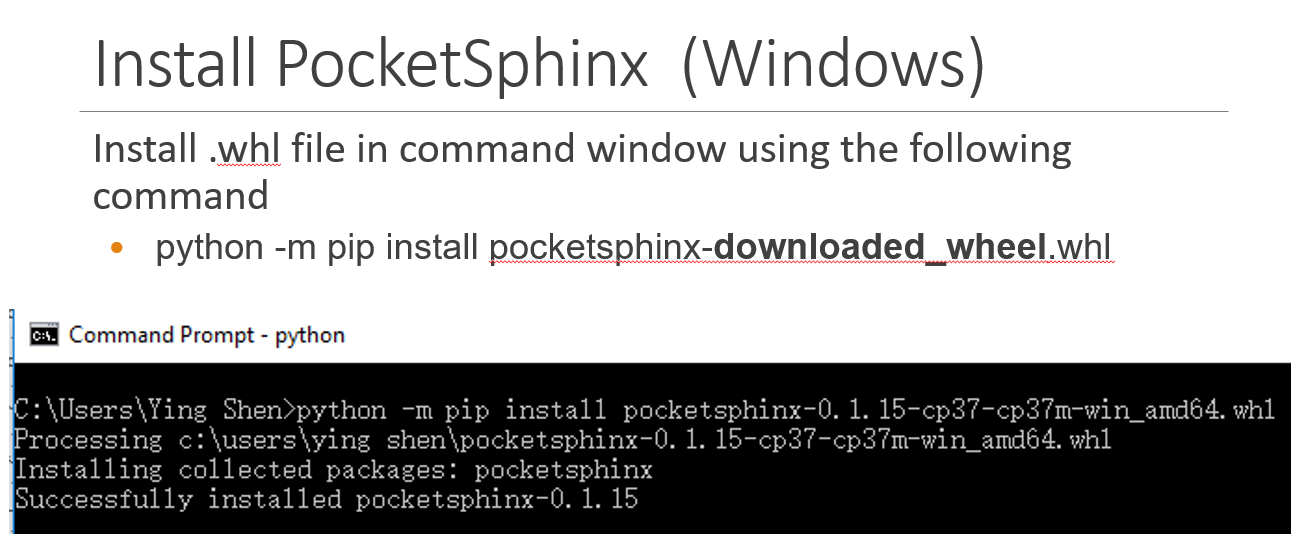 Install PocketSphinx (Windows)
Install .whl file in command window using the following
command
• python -m pip install pocketsphinx-downloaded_wheel.whl
C:\. Command Prompt - python
C:\Users\Ying Shen>python -m pip install pocketsphinx-0.1.15-cp37-cp37m-win_amd64.whl
Processing c:\users\ying shen\pocketsphinx-0.1.15-cp37-cp37m-win_amd64.whl
Installing collected packages: pocketsphinx
Successfully installed pocketsphinx-0.1.15